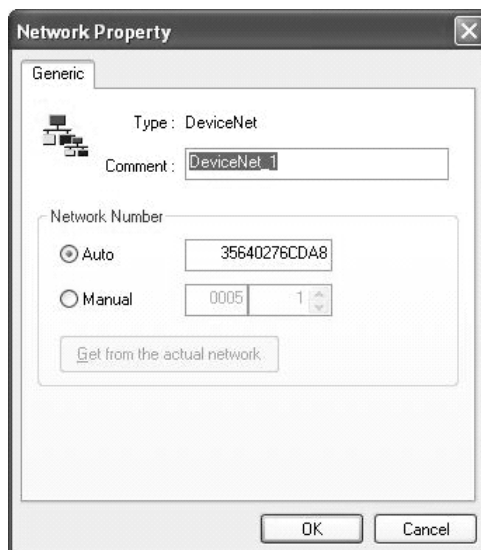 Network Property
Generic
Type : DeviceNet
Comment : DeviceNet_1
Network Number
Auto 35640276CDA8
Manual 0005 1
Get from the actual network
OK Cancel